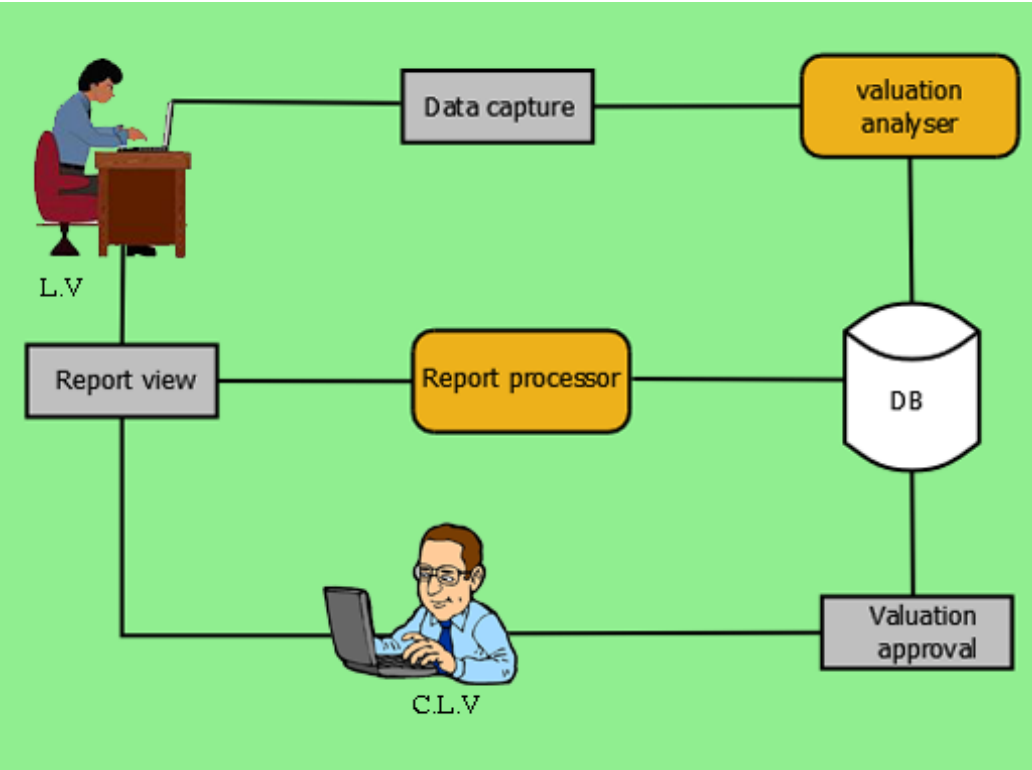 Data capture
valuation
analyser
L.V
Report view
Report processor
DB
Valuation
approval
C.L.V